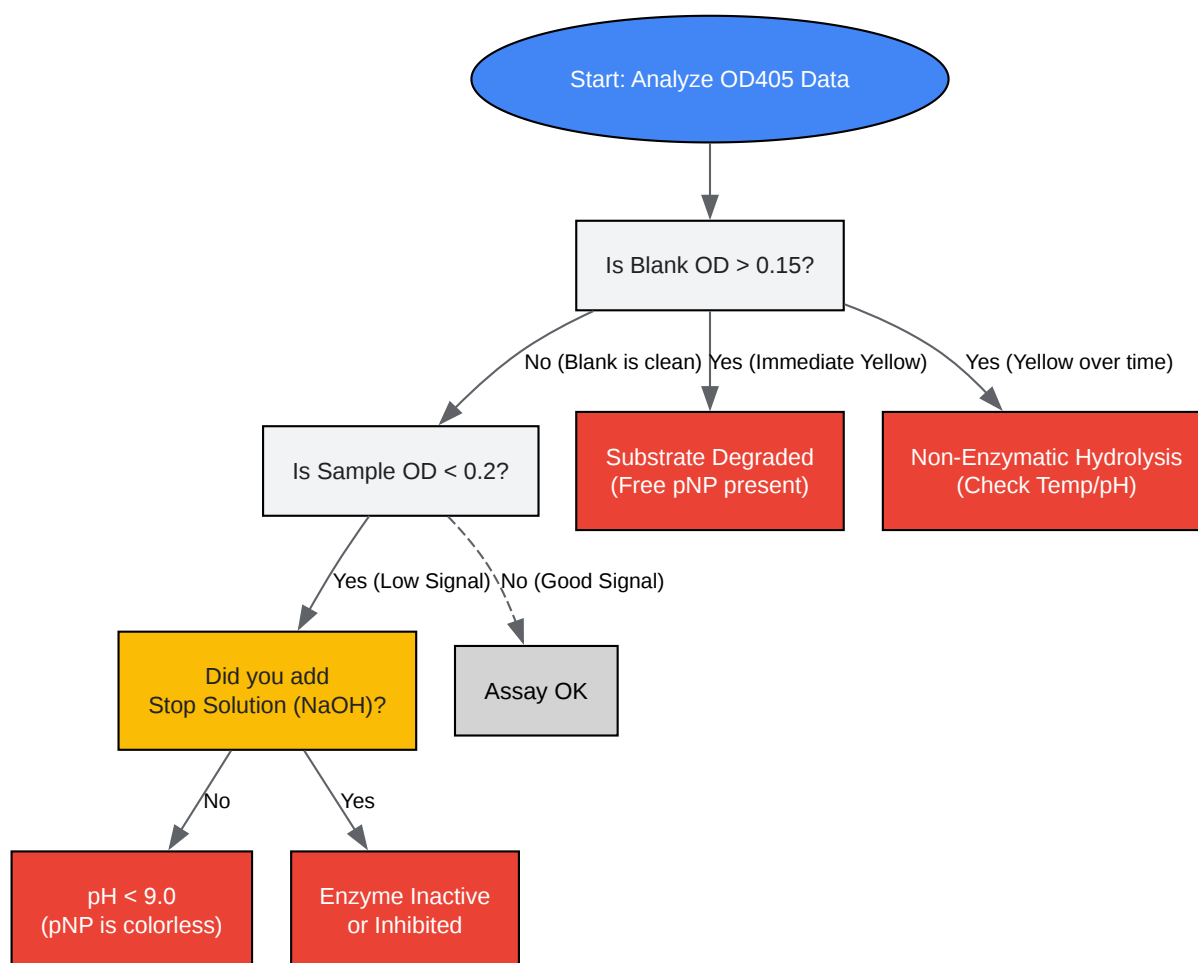 Start: Analyze OD405 Data
Is Blank OD > 0.15?
No (Blank is clean)
Yes (Immediate Yellow)
Yes (Yellow over time)
Is Sample OD < 0.2?
Substrate Degraded
(Free pNP present)
Non-Enzymatic Hydrolysis
(Check Temp/pH)
Yes (Low Signal)
No (Good Signal)
Did you add
Stop Solution (NaOH)?
Assay OK
No
Yes
pH < 9.0
(pNP is colorless)
Enzyme Inactive
or Inhibited